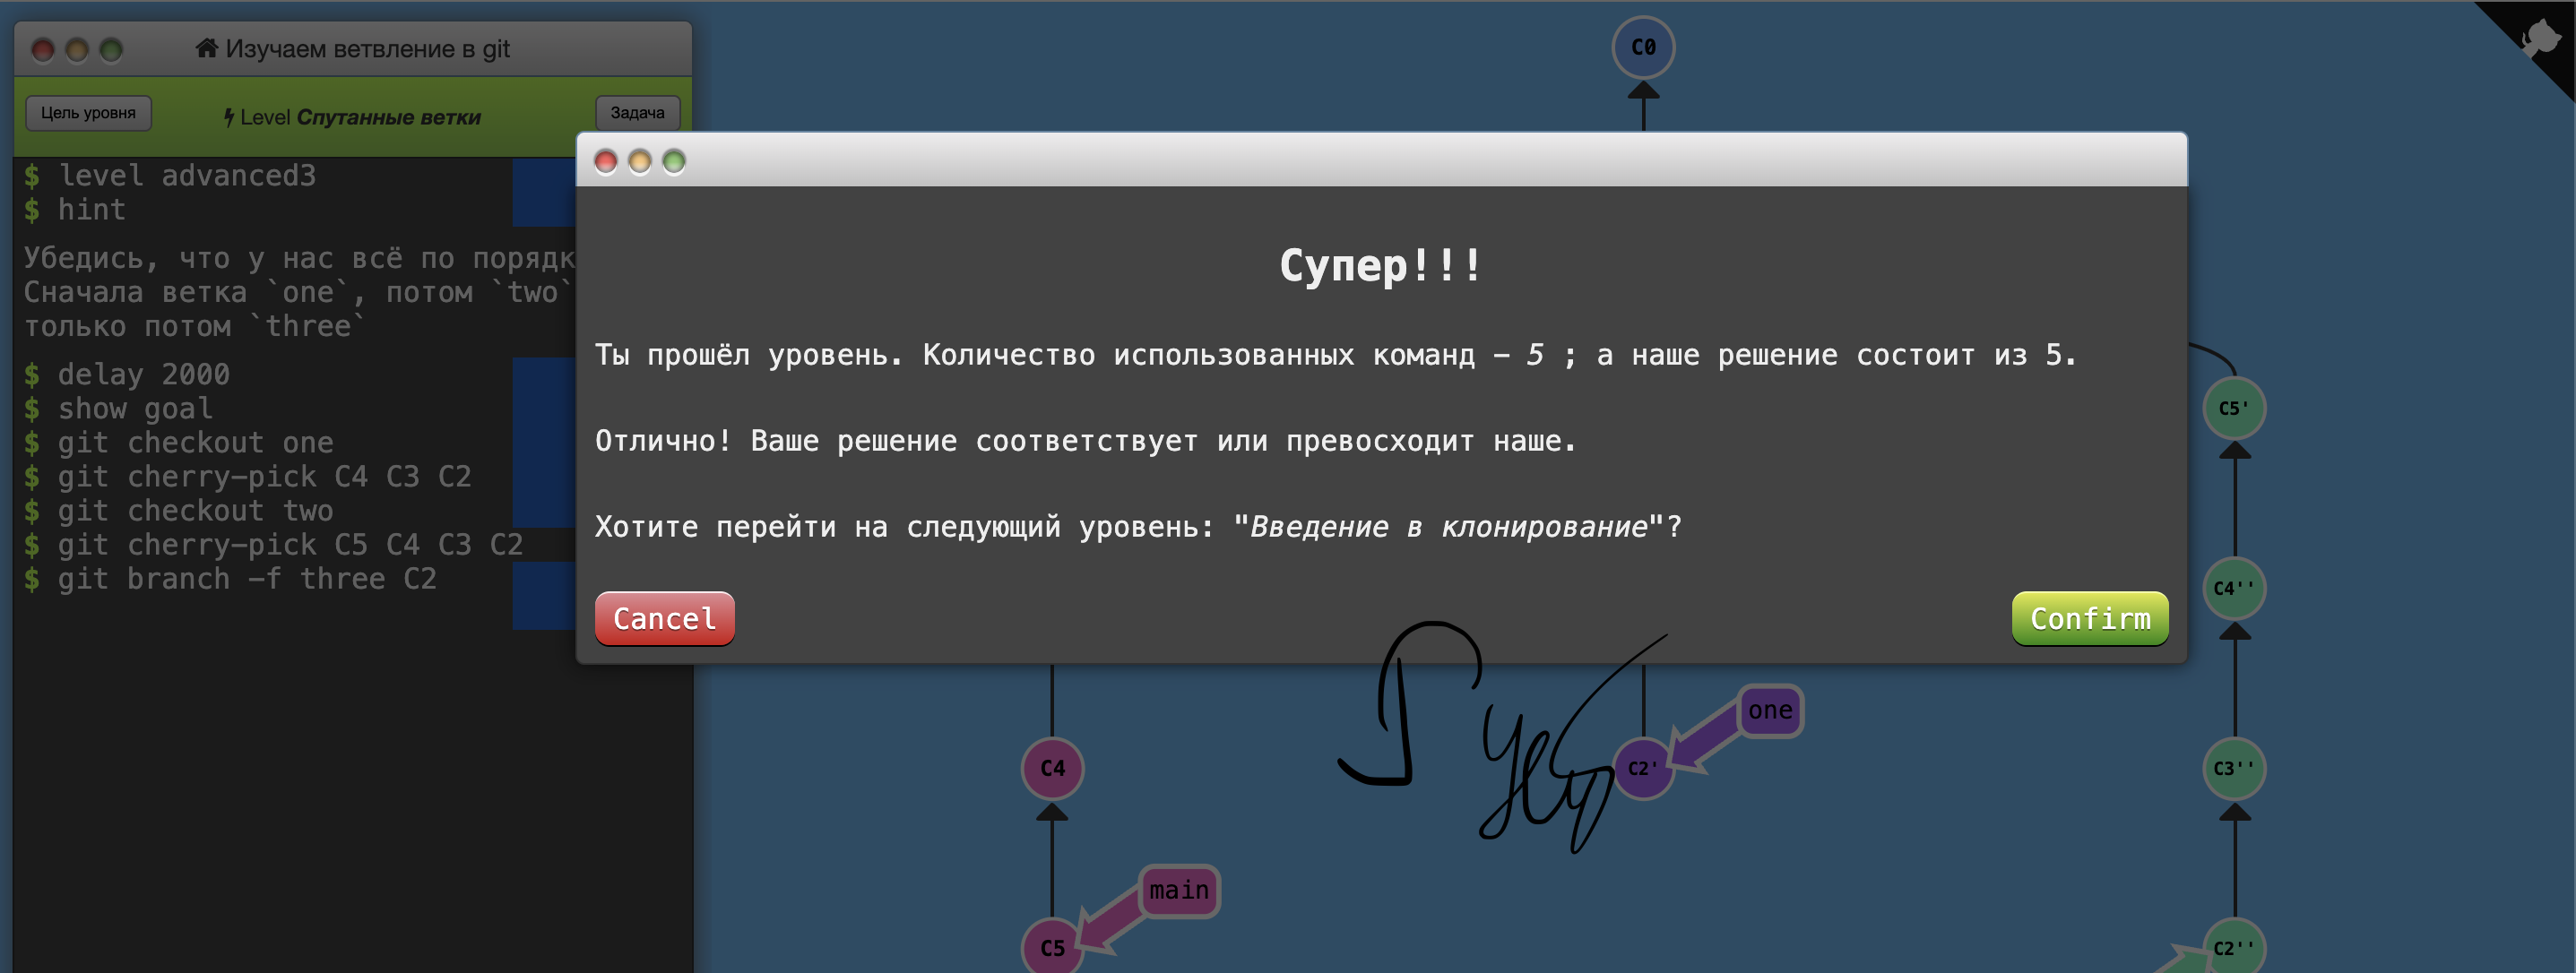 Изучаем ветвление в git
Цель уровня
Level Спутанные ветки
Задача
$ level advanced3
$ hint
Убедись, что у нас всё по порядк
Сначала ветка `one`, потом `two`
только потом `three`
$ delay 2000
$ show goal
$ git checkout one
$ git cherry-pick C4 C3 C2
$ git checkout two
$ git cherry-pick C5 C4 C3 C2
$ git branch -f three C2
Супер!!!
Ты прошёл уровень. Количество использованных команд - 5 ; а наше решение состоит из 5.
Отлично! Ваше решение соответствует или превосходит наше.
Хотите перейти на следующий уровень: "Введение в клонирование"?
Cancel
Confirm
C0
C5'
C4''
one
C4
C2'
C3''
main
C5
C2''